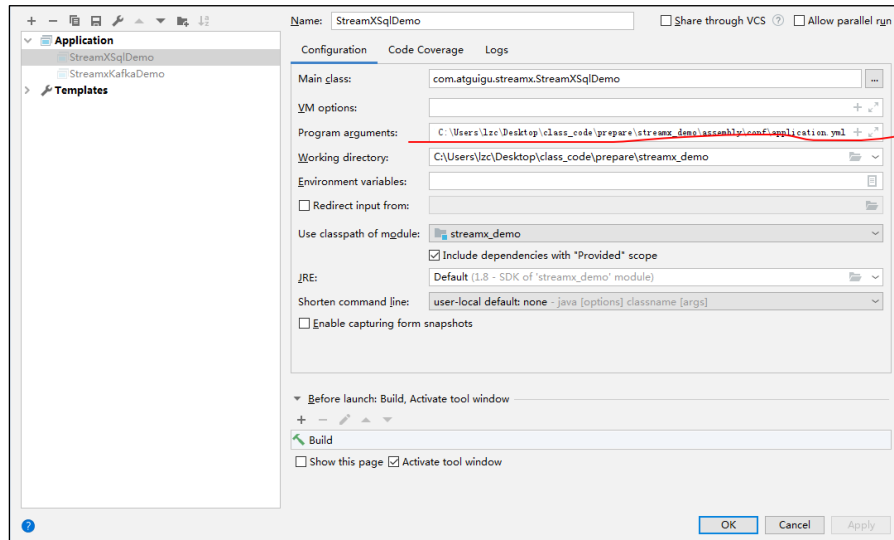 Name: StreamXSqlDemo
Share through VCS
Allow parallel run
Application
StreamXSqlDemo
StreamxKafkaDemo
Templates
Configuration Code Coverage Logs
Main class: com.atguigu.streamx.StreamXSqlDemo ...
VM options:
Program arguments: C:\Users\lzc\Desktop\class_code\prepare\streamx_demo\assembly\conf\application.yml
Working directory: C:\Users\lzc\Desktop\class_code\prepare\streamx_demo
Environment variables:
Redirect input from:
Use classpath of module: streamx_demo
Include dependencies with "Provided" scope
JRE: Default (1.8 - SDK of 'streamx_demo' module)
Shorten command line: user-local default: none - java [options] classname [args]
Enable capturing form snapshots
Before launch: Build, Activate tool window
Build
Show this page Activate tool window
OK Cancel Apply